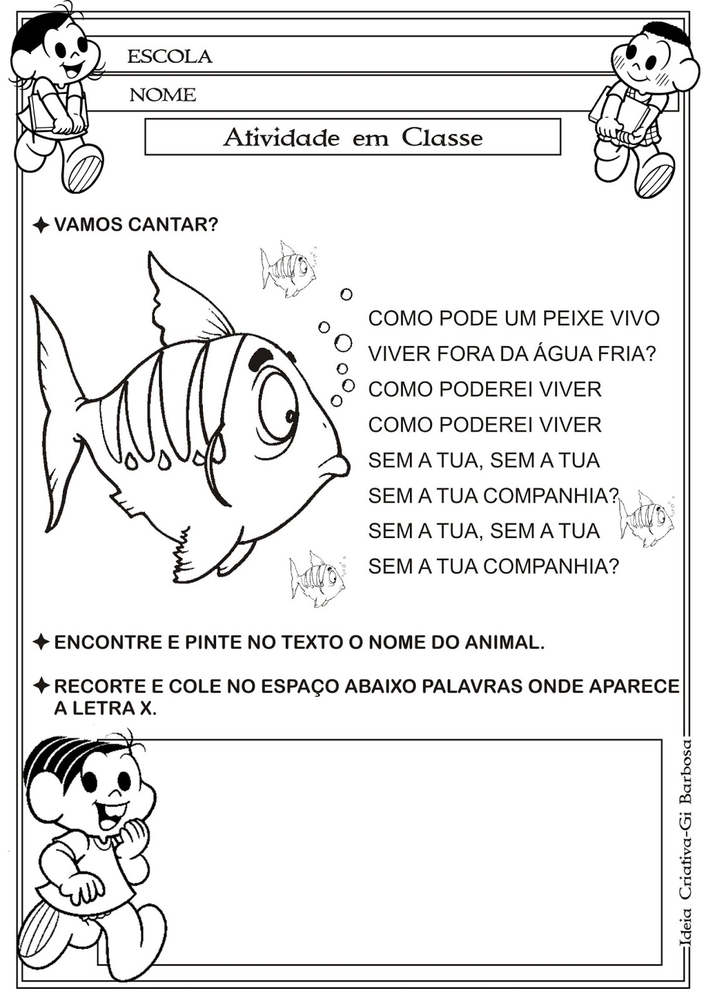 ESCOLA
NOME
Atividade em Classe
VAMOS CANTAR?
COMO PODE UM PEIXE VIVO
VIVER FORA DA ÁGUA FRIA?
COMO PODEREI VIVER
COMO PODEREI VIVER
SEM A TUA, SEM A TUA
SEM A TUA COMPANHIA?
SEM A TUA, SEM A TUA
SEM A TUA COMPANHIA?
ENCONTRE E PINTE NO TEXTO O NOME DO ANIMAL.
RECORTE E COLE NO ESPAÇO ABAIXO PALAVRAS ONDE APARECE
A LETRA X.
Ideia Criativa-Gi Barbosa